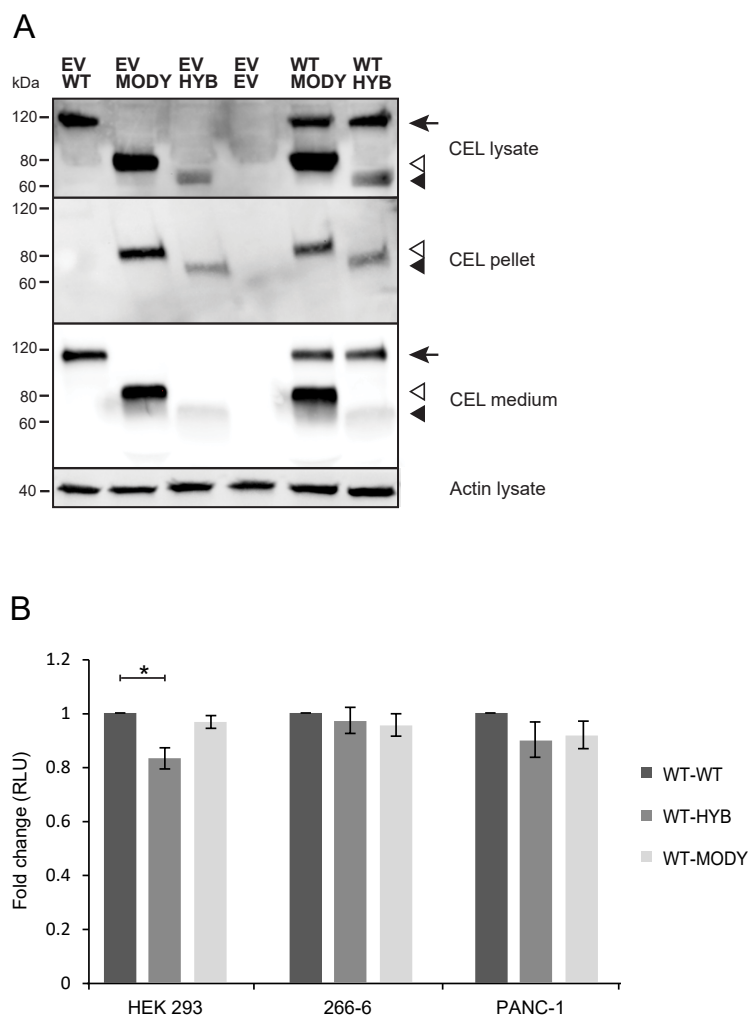 A
kDa
EV EV EV EV WT WT
WT MODY HYB EV MODY HYB
120
80
60
CEL lysate
120
80
60
CEL pellet
120
80
60
CEL medium
40
Actin lysate
B
Fold change (RLU)
1.2
1
0.8
0.6
0.4
0.2
0
*
HEK 293 266-6 PANC-1
WT-WT
WT-HYB
WT-MODY